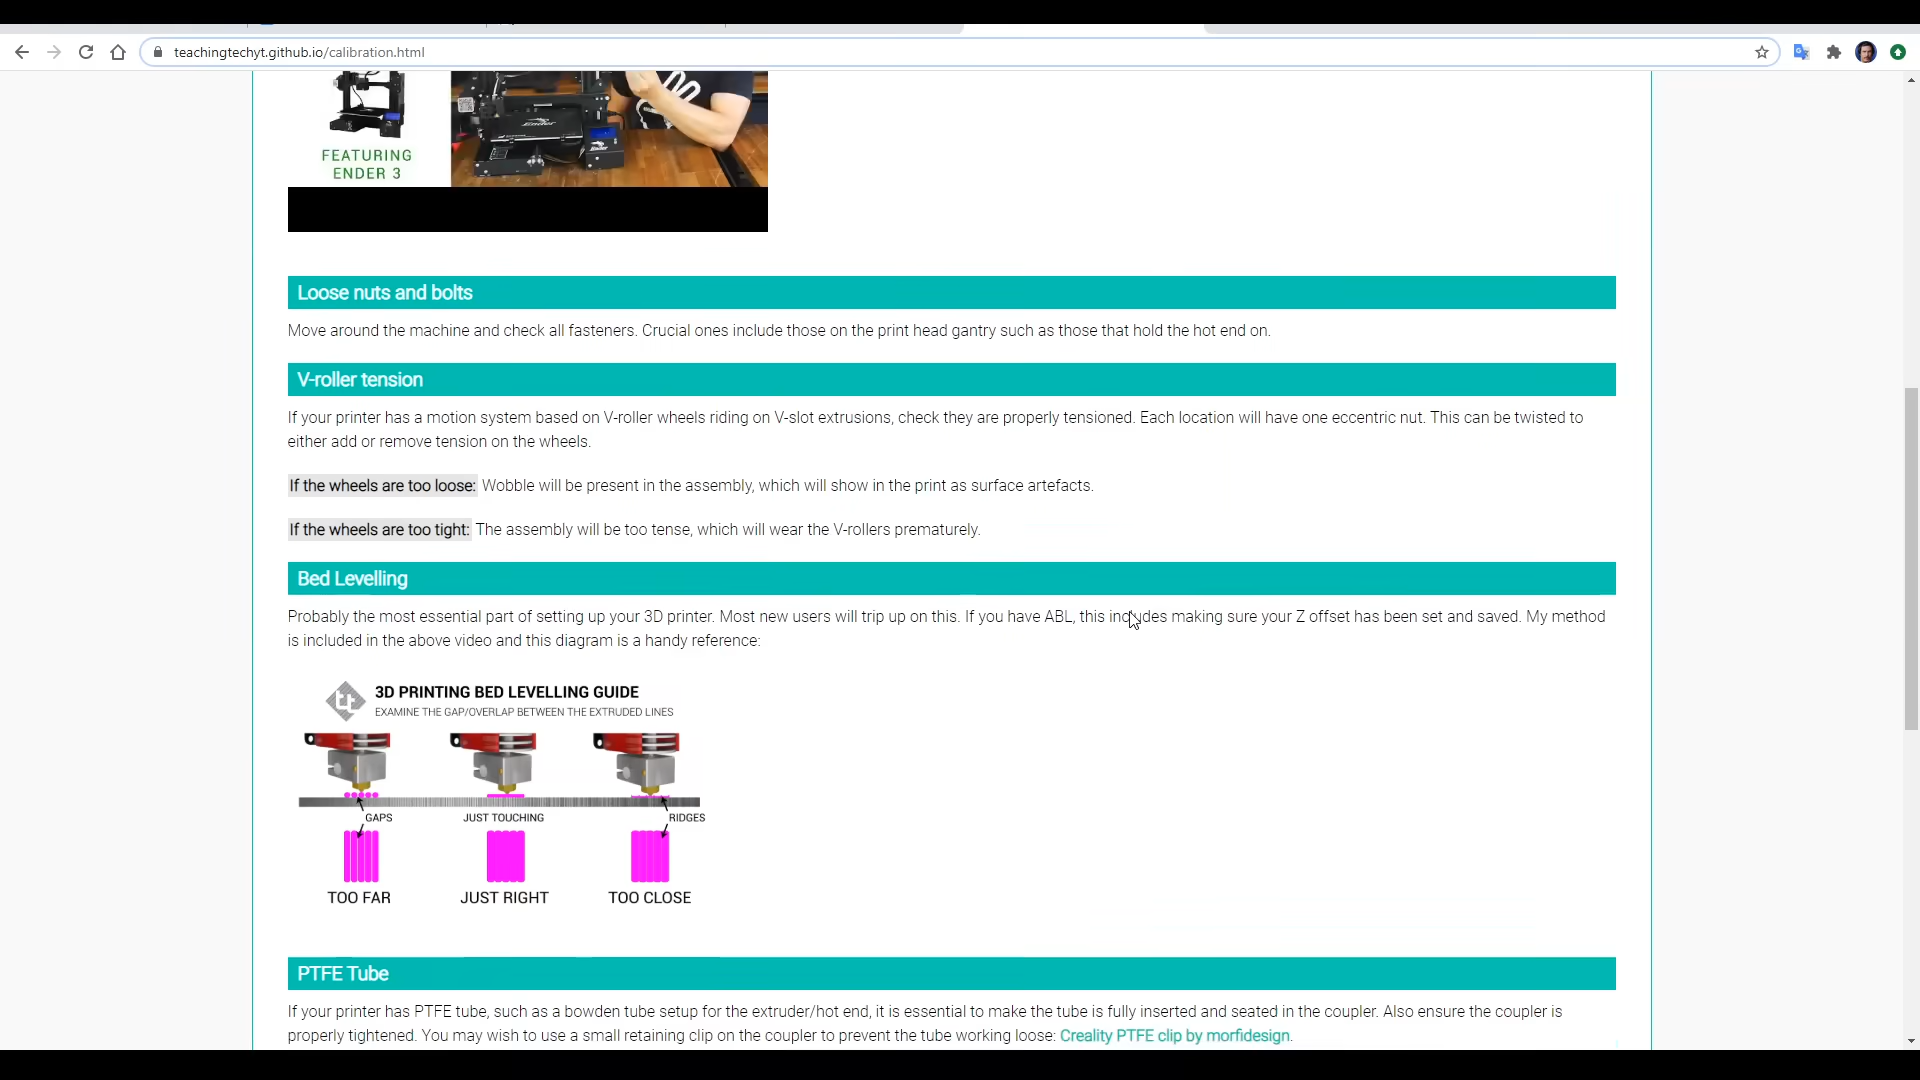 teachingtechyt.github.io/calibration.html
FEATURING
ENDER 3
Ender
Loose nuts and bolts
Move around the machine and check all fasteners. Crucial ones include those on the print head gantry such as those that hold the hot end on.
V-roller tension
If your printer has a motion system based on V-roller wheels riding on V-slot extrusions, check they are properly tensioned. Each location will have one eccentric nut. This can be twisted to
either add or remove tension on the wheels.
If the wheels are too loose: Wobble will be present in the assembly, which will show in the print as surface artefacts.
If the wheels are too tight: The assembly will be too tense, which will wear the V-rollers prematurely.
Bed Levelling
Probably the most essential part of setting up your 3D printer. Most new users will trip up on this. If you have ABL, this includes making sure your Z offset has been set and saved. My method
is included in the above video and this diagram is a handy reference:
3D PRINTING BED LEVELLING GUIDE
EXAMINE THE GAP/OVERLAP BETWEEN THE EXTRUDED LINES
GAPS JUST TOUCHING RIDGES
TOO FAR JUST RIGHT TOO CLOSE
PTFE Tube
If your printer has PTFE tube, such as a bowden tube setup for the extruder/hot end, it is essential to make the tube is fully inserted and seated in the coupler. Also ensure the coupler is
properly tightened. You may wish to use a small retaining clip on the coupler to prevent the tube working loose: Creality PTFE clip by morfidesign.